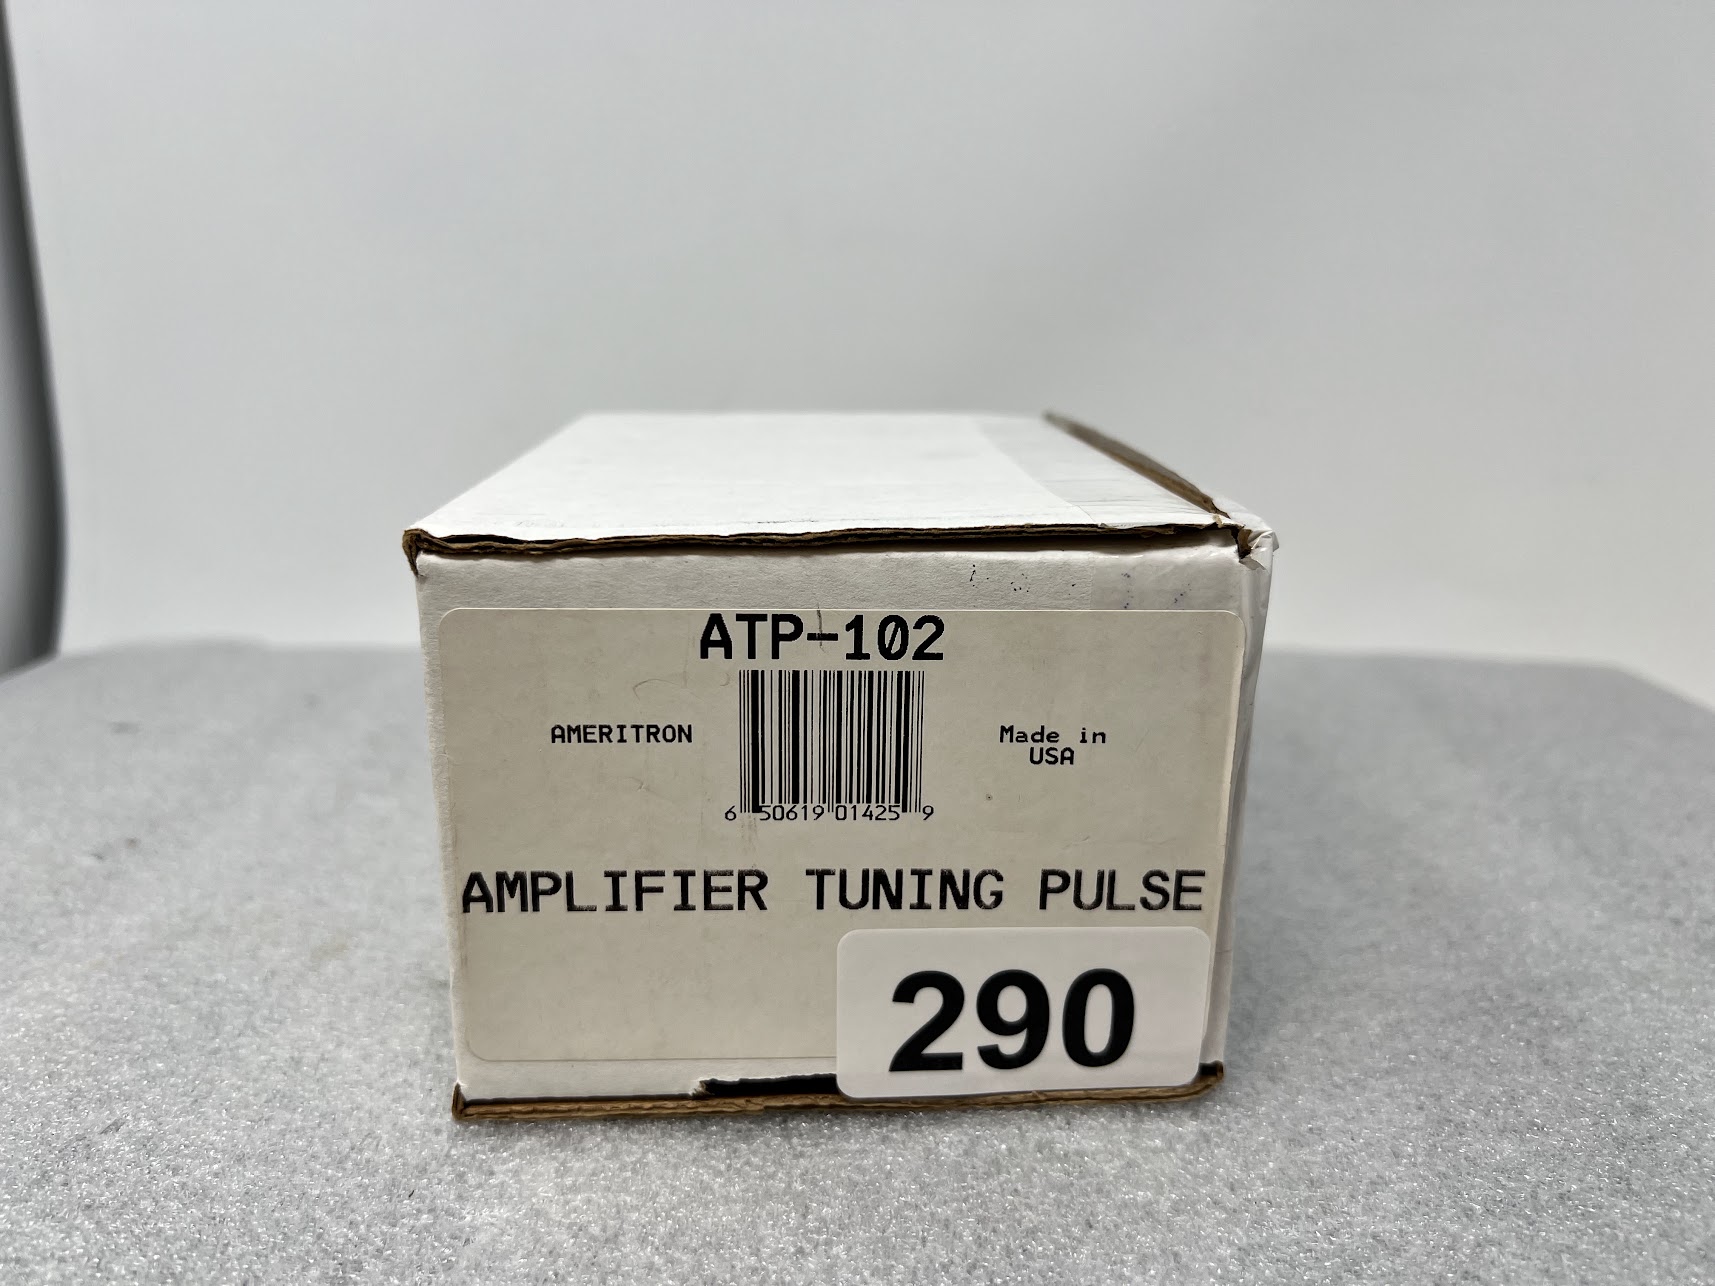 ATP-102
AMERITRON
Made in
USA
6 50619 01425 9
AMPLIFIER TUNING PULSE
290